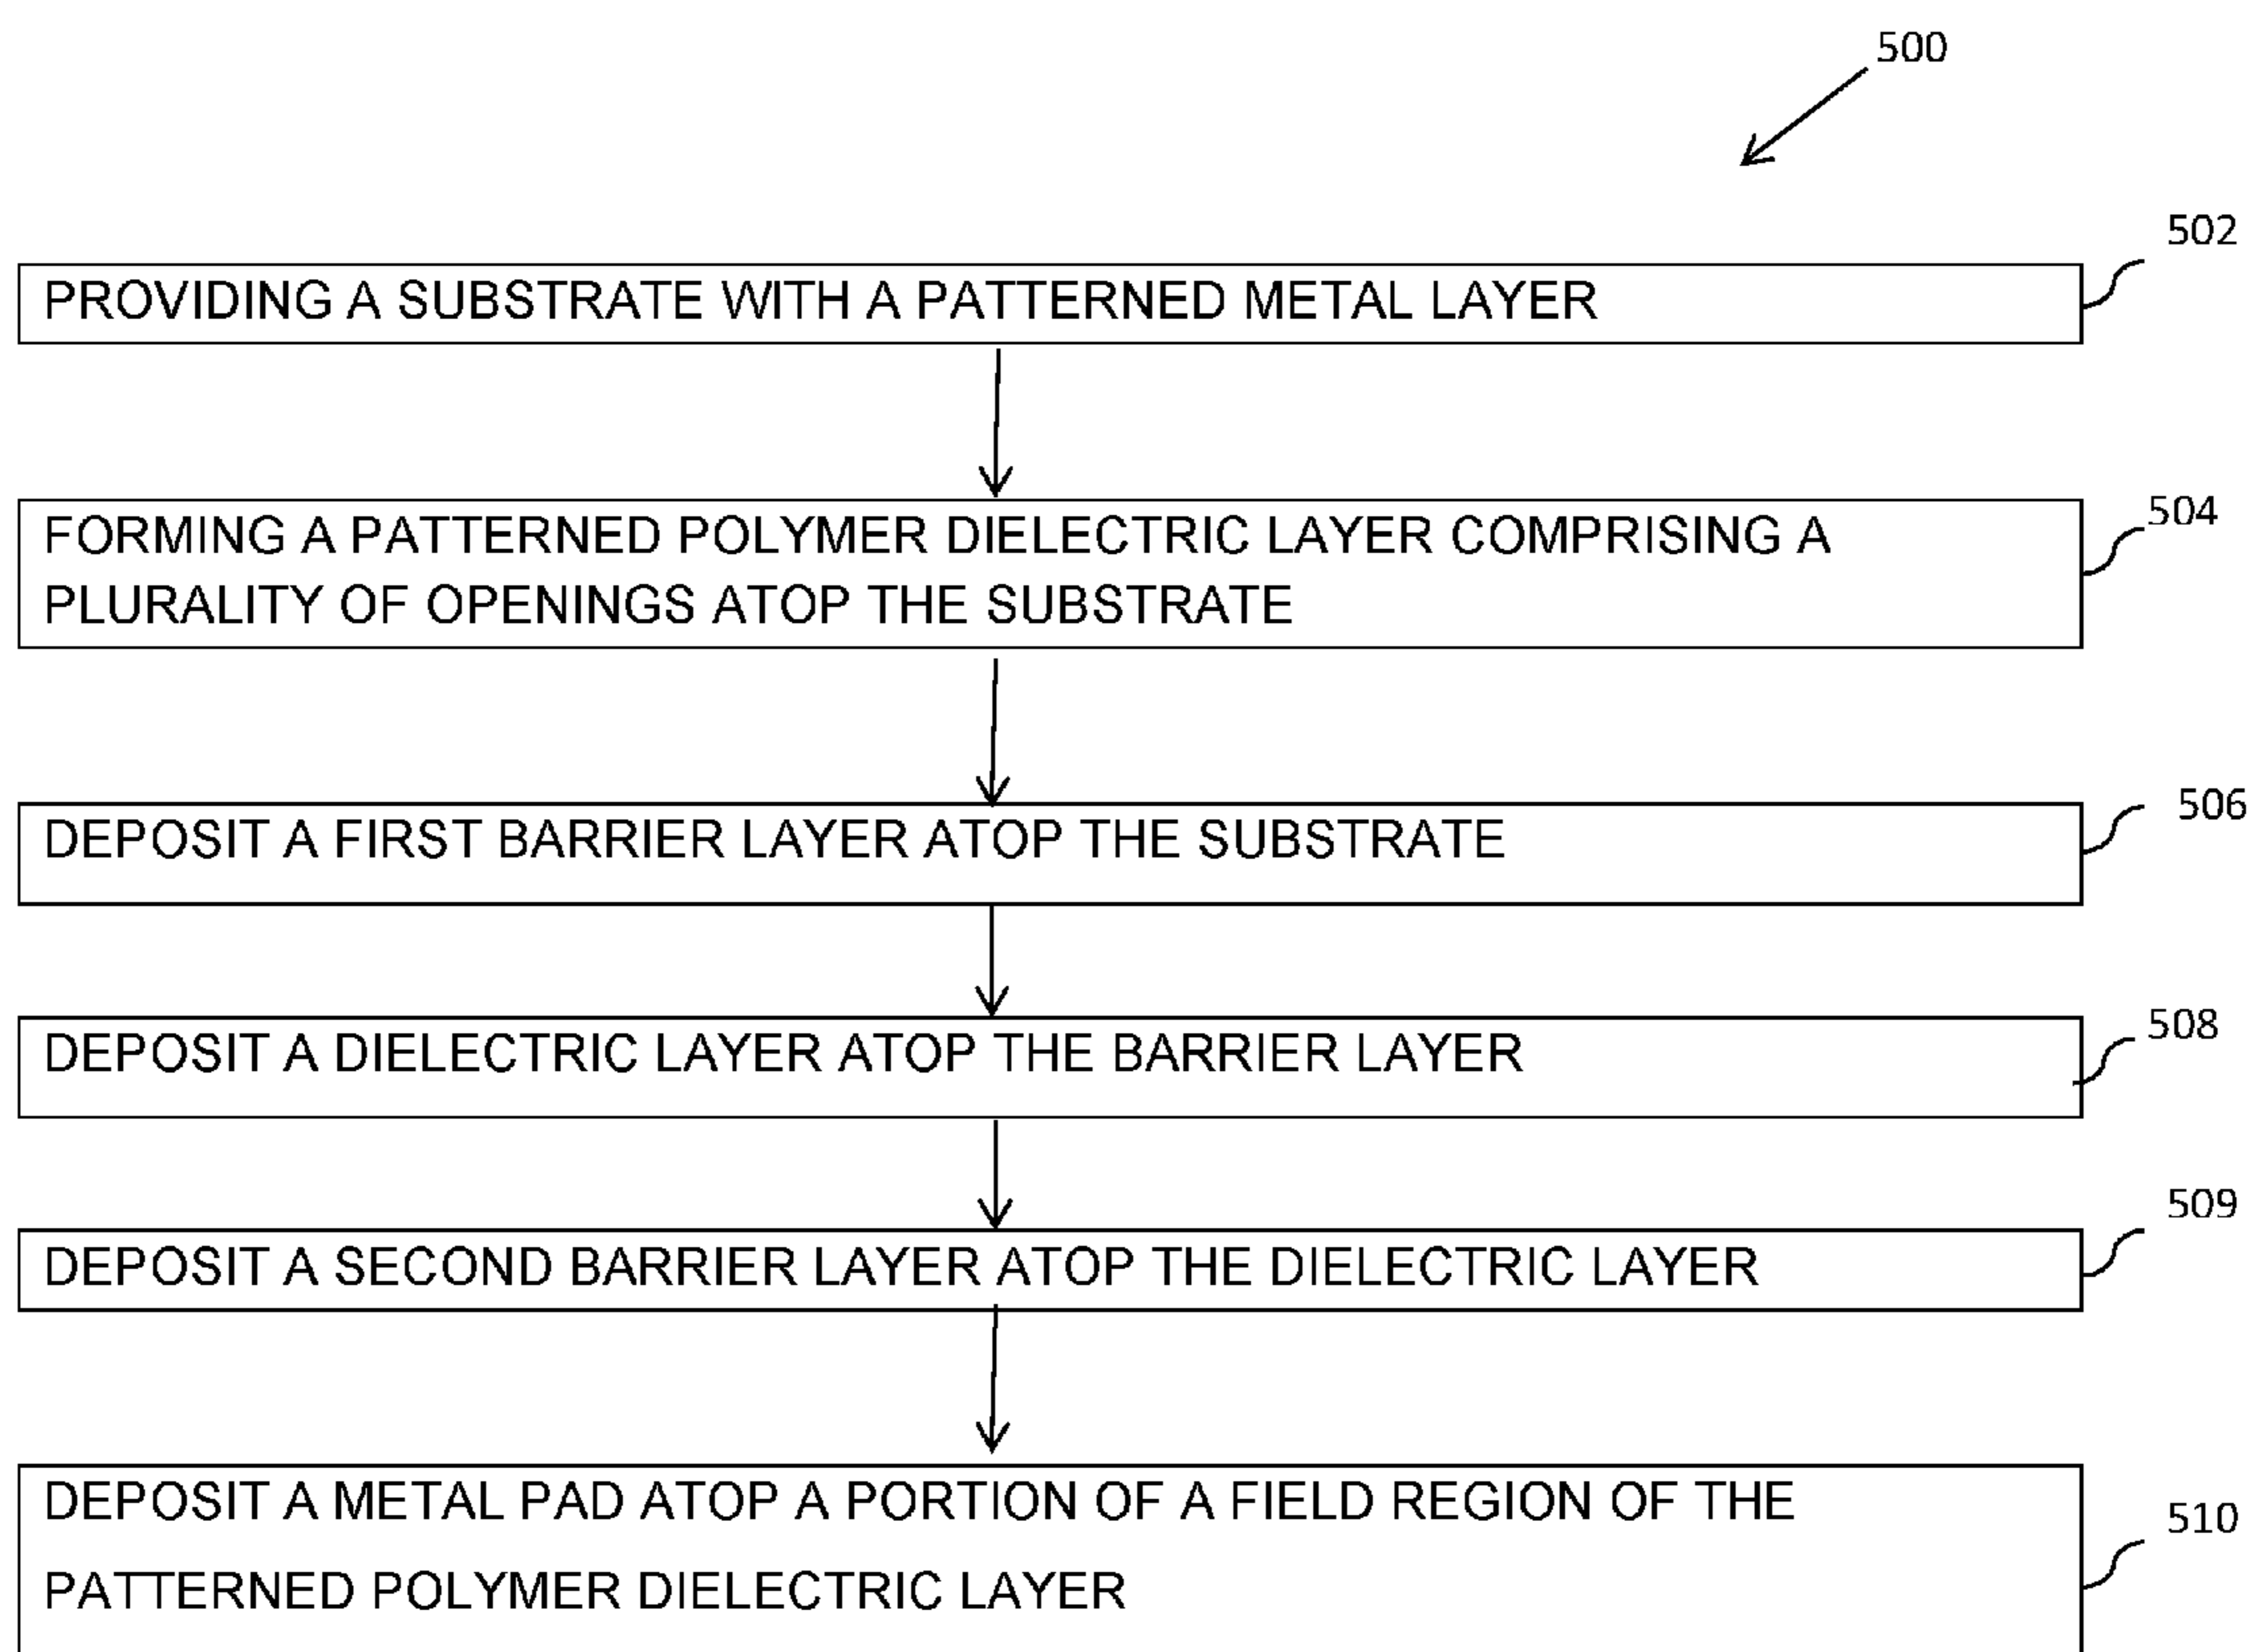 500
502
PROVIDING A SUBSTRATE WITH A PATTERNED METAL LAYER
504
FORMING A PATTERNED POLYMER DIELECTRIC LAYER COMPRISING A
PLURALITY OF OPENINGS ATOP THE SUBSTRATE
506
DEPOSIT A FIRST BARRIER LAYER ATOP THE SUBSTRATE
508
DEPOSIT A DIELECTRIC LAYER ATOP THE BARRIER LAYER
509
DEPOSIT A SECOND BARRIER LAYER ATOP THE DIELECTRIC LAYER
DEPOSIT A METAL PAD ATOP A PORTION OF A FIELD REGION OF THE
510
PATTERNED POLYMER DIELECTRIC LAYER